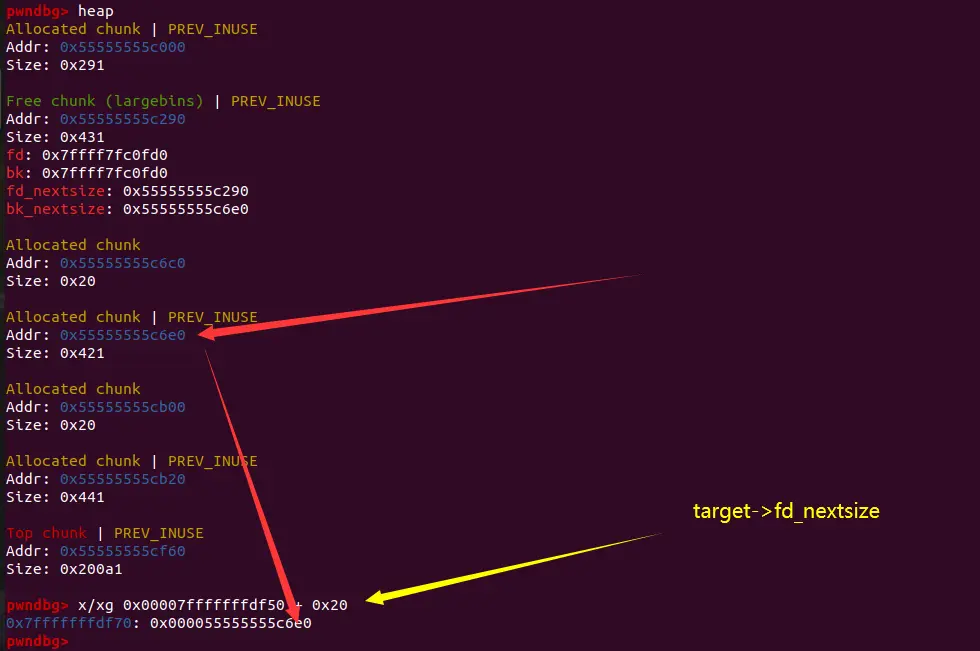 pwndbg> heap
Allocated chunk | PREV_INUSE
Addr: 0x55555555c000
Size: 0x291
Free chunk (largebins) | PREV_INUSE
Addr: 0x55555555c290
Size: 0x431
fd: 0x7ffff7fc0fd0
bk: 0x7ffff7fc0fd0
fd_nextsize: 0x55555555c290
bk_nextsize: 0x55555555c6e0
Allocated chunk
Addr: 0x55555555c6c0
Size: 0x20
Allocated chunk | PREV_INUSE
Addr: 0x55555555c6e0
Size: 0x421
Allocated chunk
Addr: 0x55555555cb00
Size: 0x20
Allocated chunk | PREV_INUSE
Addr: 0x55555555cb20
Size: 0x441
target->fd_nextsize
Top chunk | PREV_INUSE
Addr: 0x55555555cf60
Size: 0x200a1
pwndbg> x/xg 0x00007fffffffdf50 + 0x20
0x7fffffffdf70: 0x000055555555c6e0
pwndbg>